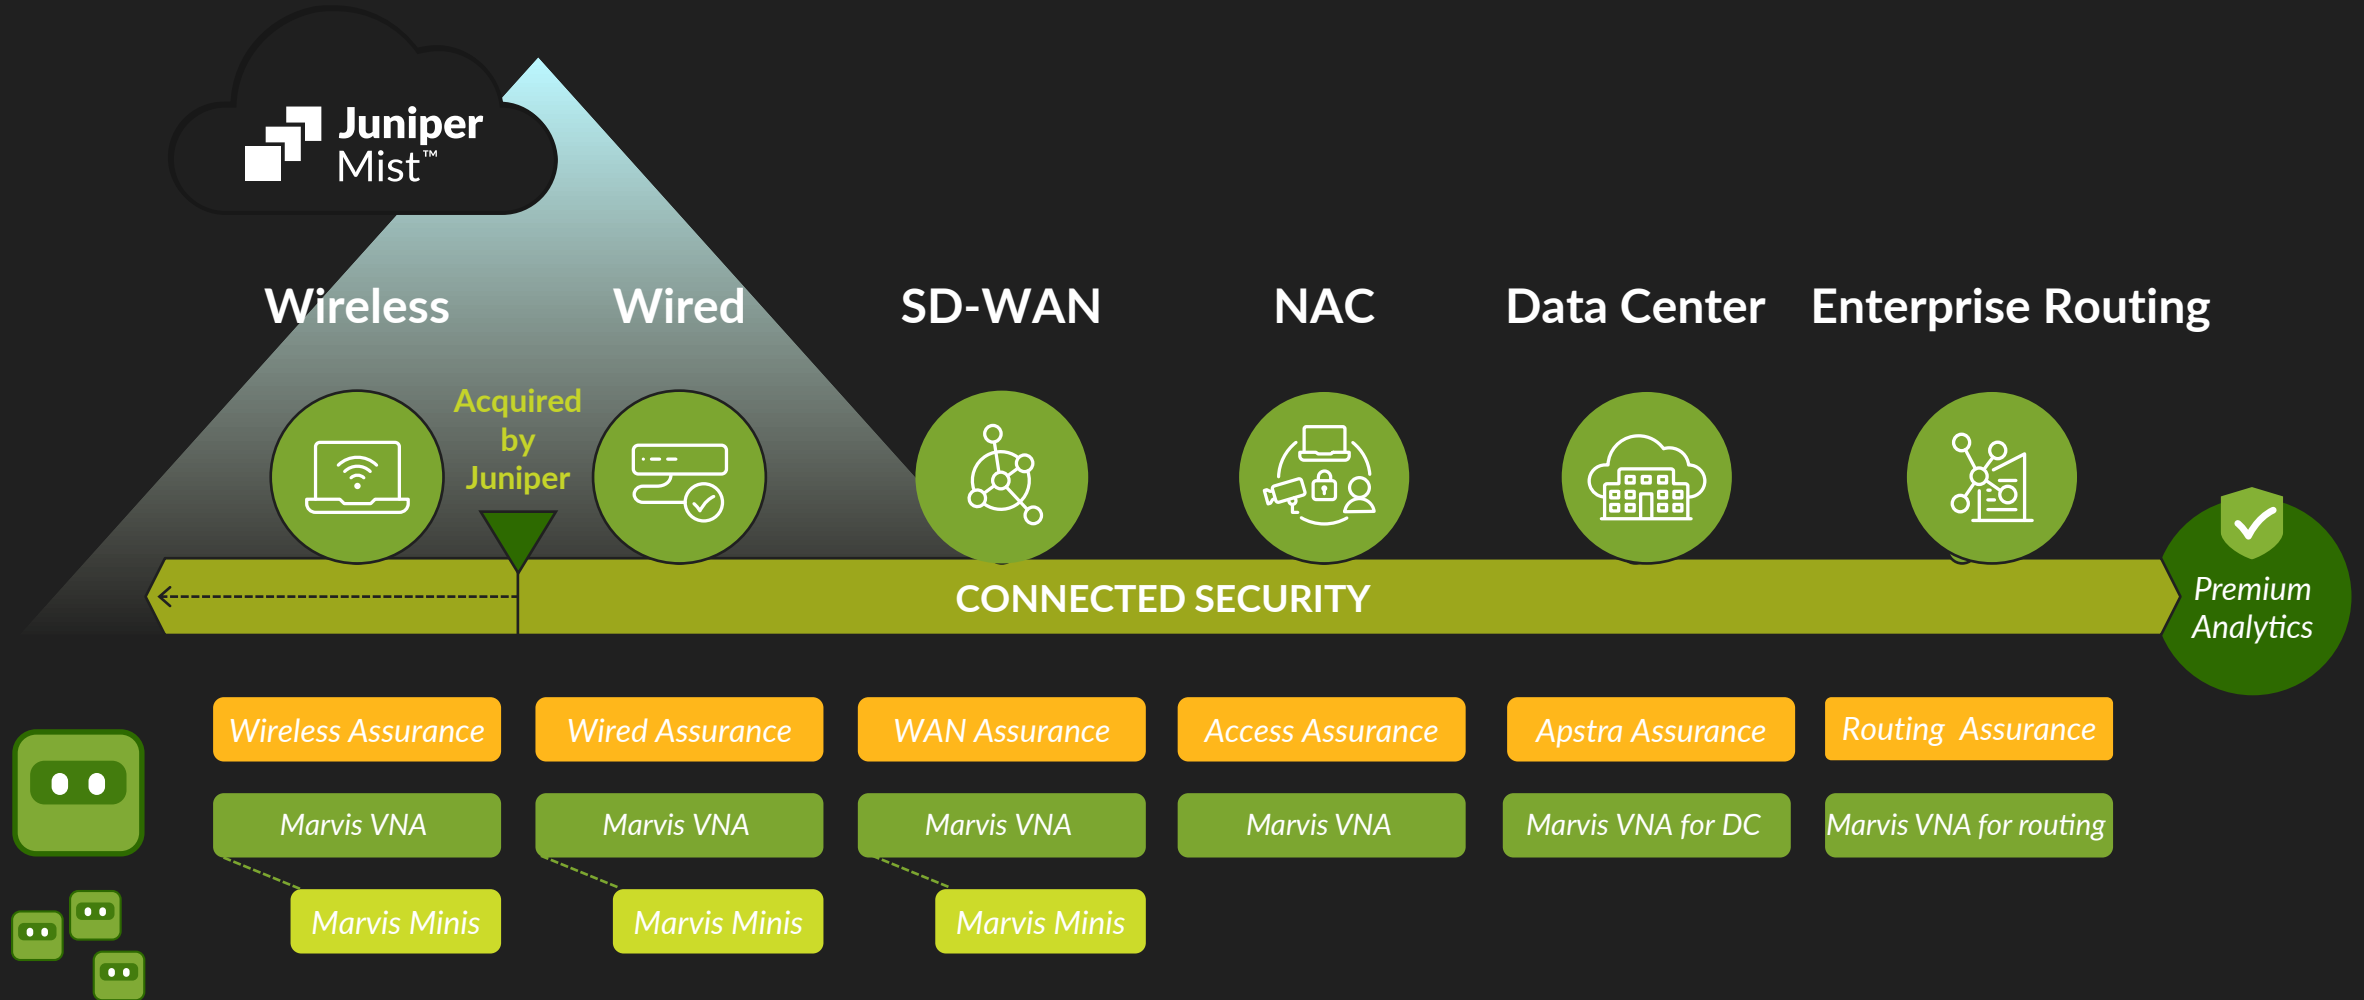 Juniper
Mist™
Wireless
Wired
SD-WAN
NAC
Data Center
Enterprise Routing
Acquired
by
Juniper
CONNECTED SECURITY
Premium
Analytics
Wireless Assurance
Wired Assurance
WAN Assurance
Access Assurance
Apstra Assurance
Routing Assurance
Marvis VNA
Marvis VNA
Marvis VNA
Marvis VNA
Marvis VNA for DC
Marvis VNA for routing
Marvis Minis
Marvis Minis
Marvis Minis